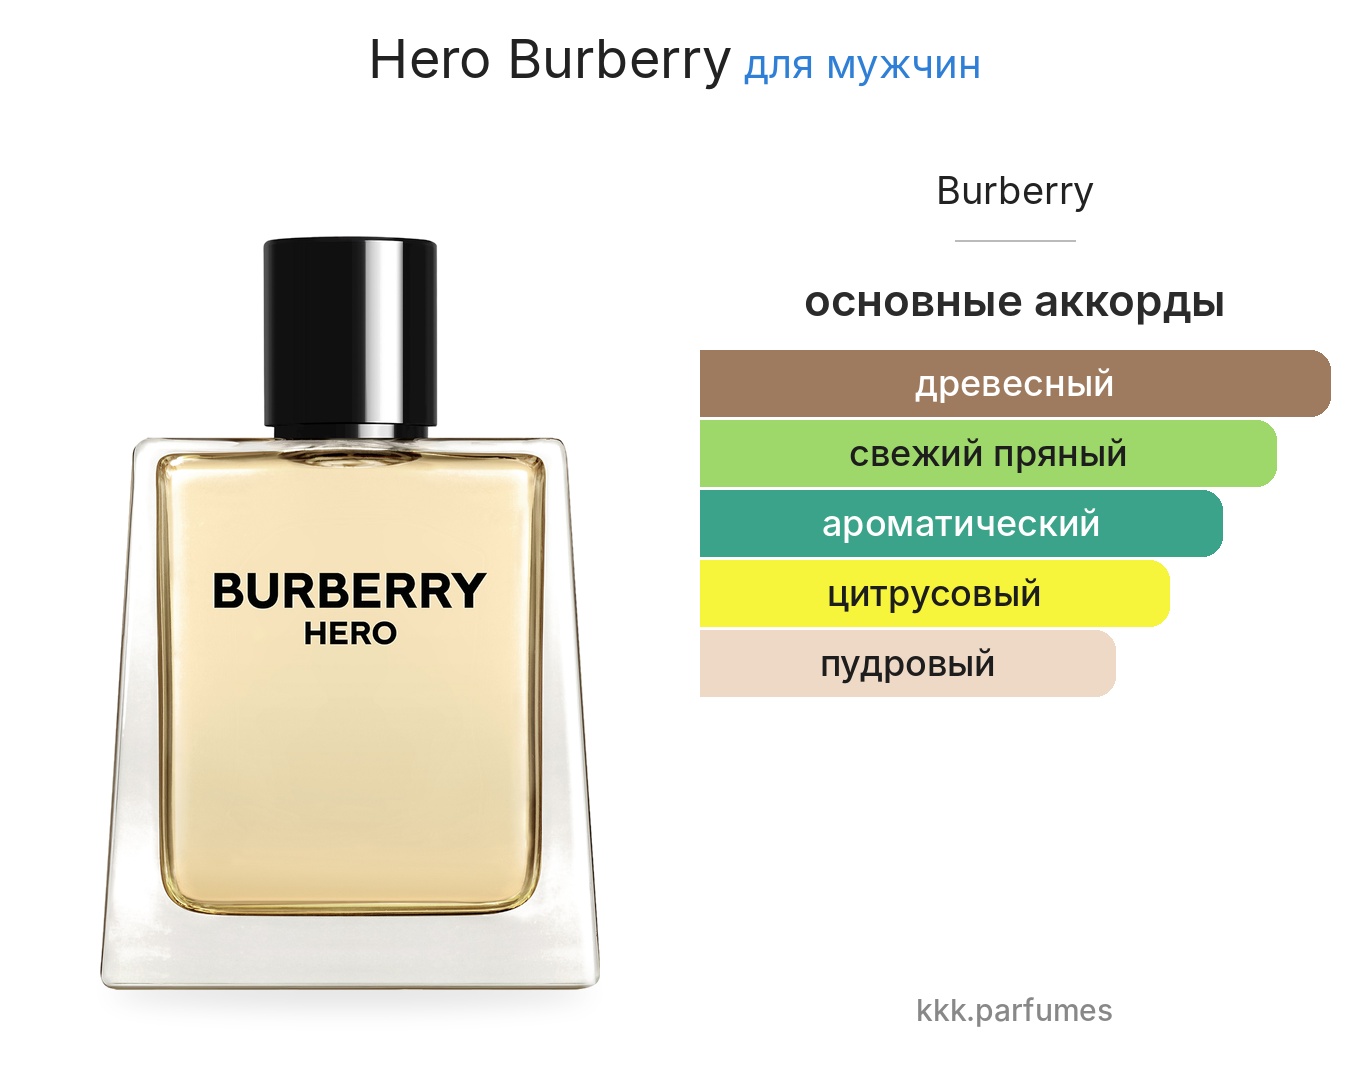 Hero Burberry для мужчин
Burberry
основные аккорды
древесный
свежий пряный
ароматический
цитрусовый
пудровый
BURBERRY
HERO
kkk.parfumes